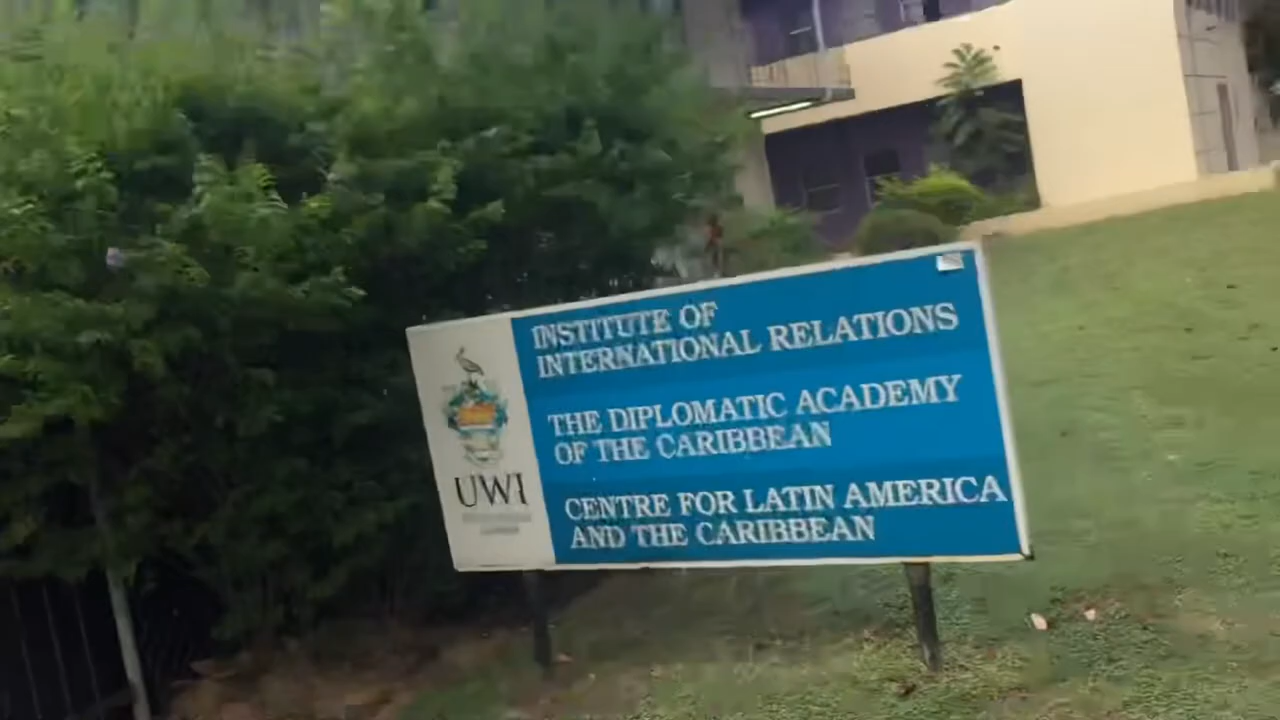 INSTITUTE OF
INTERNATIONAL RELATIONS
THE DIPLOMATIC ACADEMY
OF THE CARIBBEAN
CENTRE FOR LATIN AMERICA
AND THE CARIBBEAN
UWI